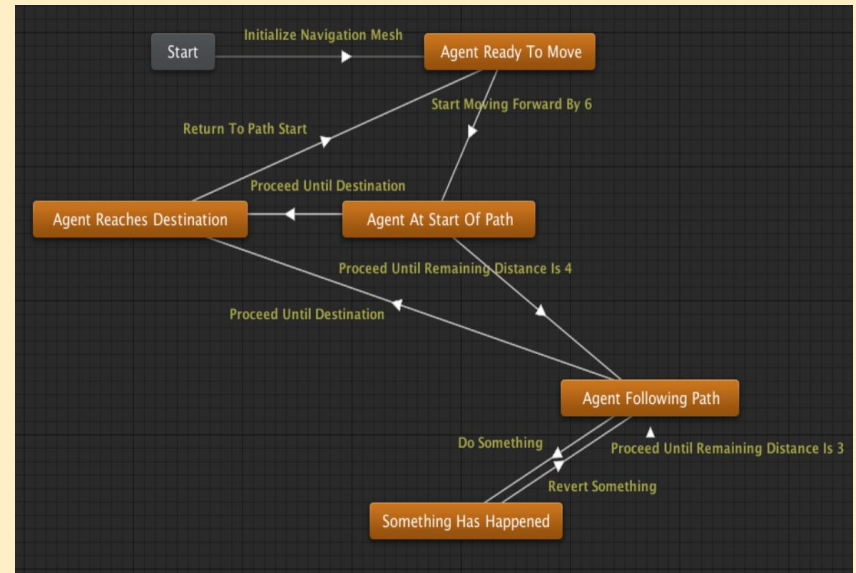 Initialize Navigation Mesh
Start
Agent Ready To Move
Start Moving Forward By 6
Return To Path Start
Proceed Until Destination
Agent Reaches Destination
Agent At Start Of Path
Proceed Until Remaining Distance Is 4
Proceed Until Destination
Agent Following Path
Do Something
Proceed Until Remaining Distance Is 3
Revert Something
Something Has Happened